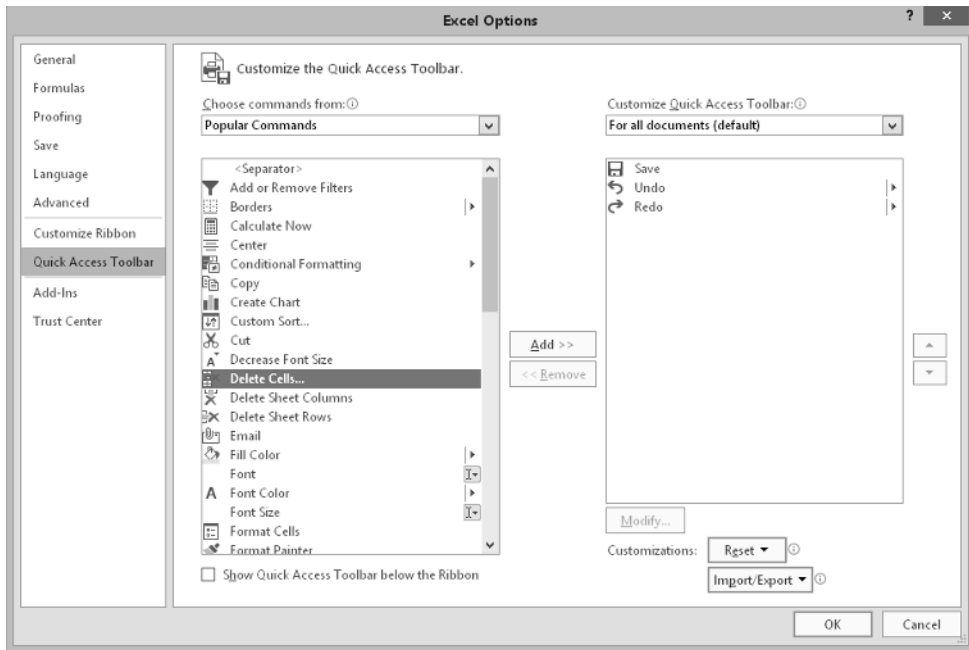 Excel Options
?
General
Formulas
Proofing
Save
Language
Advanced
Customize Ribbon
Quick Access Toolbar
Add-Ins
Trust Center
Customize the Quick Access Toolbar.
Choose commands from:
Popular Commands
<Separator>
Add or Remove Filters
Borders
Calculate Now
Center
Conditional Formatting
Copy
Create Chart
Custom Sort...
Cut
Decrease Font Size
Delete Cells...
Delete Sheet Columns
Delete Sheet Rows
Email
Fill Color
Font
Font Color
Font Size
Format Cells
Format Painter
Show Quick Access Toolbar below the Ribbon
Add >>
<< Remove
Customize Quick Access Toolbar:
For all documents (default)
Save
Undo
Redo
Modify...
Customizations:
Reset
Import/Export
OK
Cancel